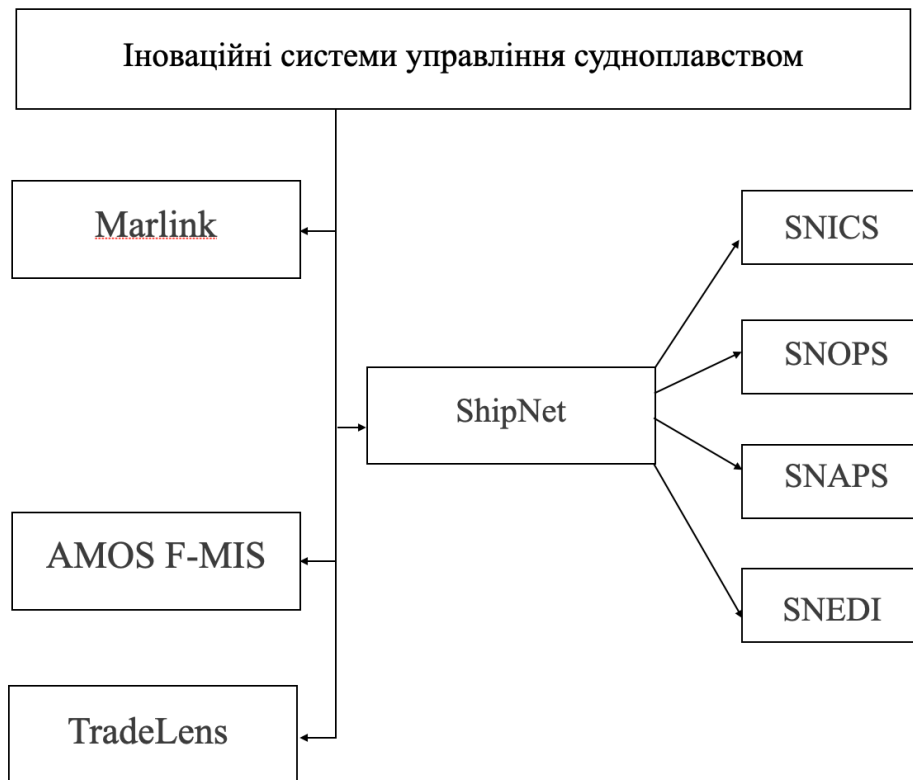 Іноваційні системи управління судноплавством
Marlink
SNICS
SNOPS
ShipNet
SNAPS
AMOS F-MIS
SNEDI
TradeLens